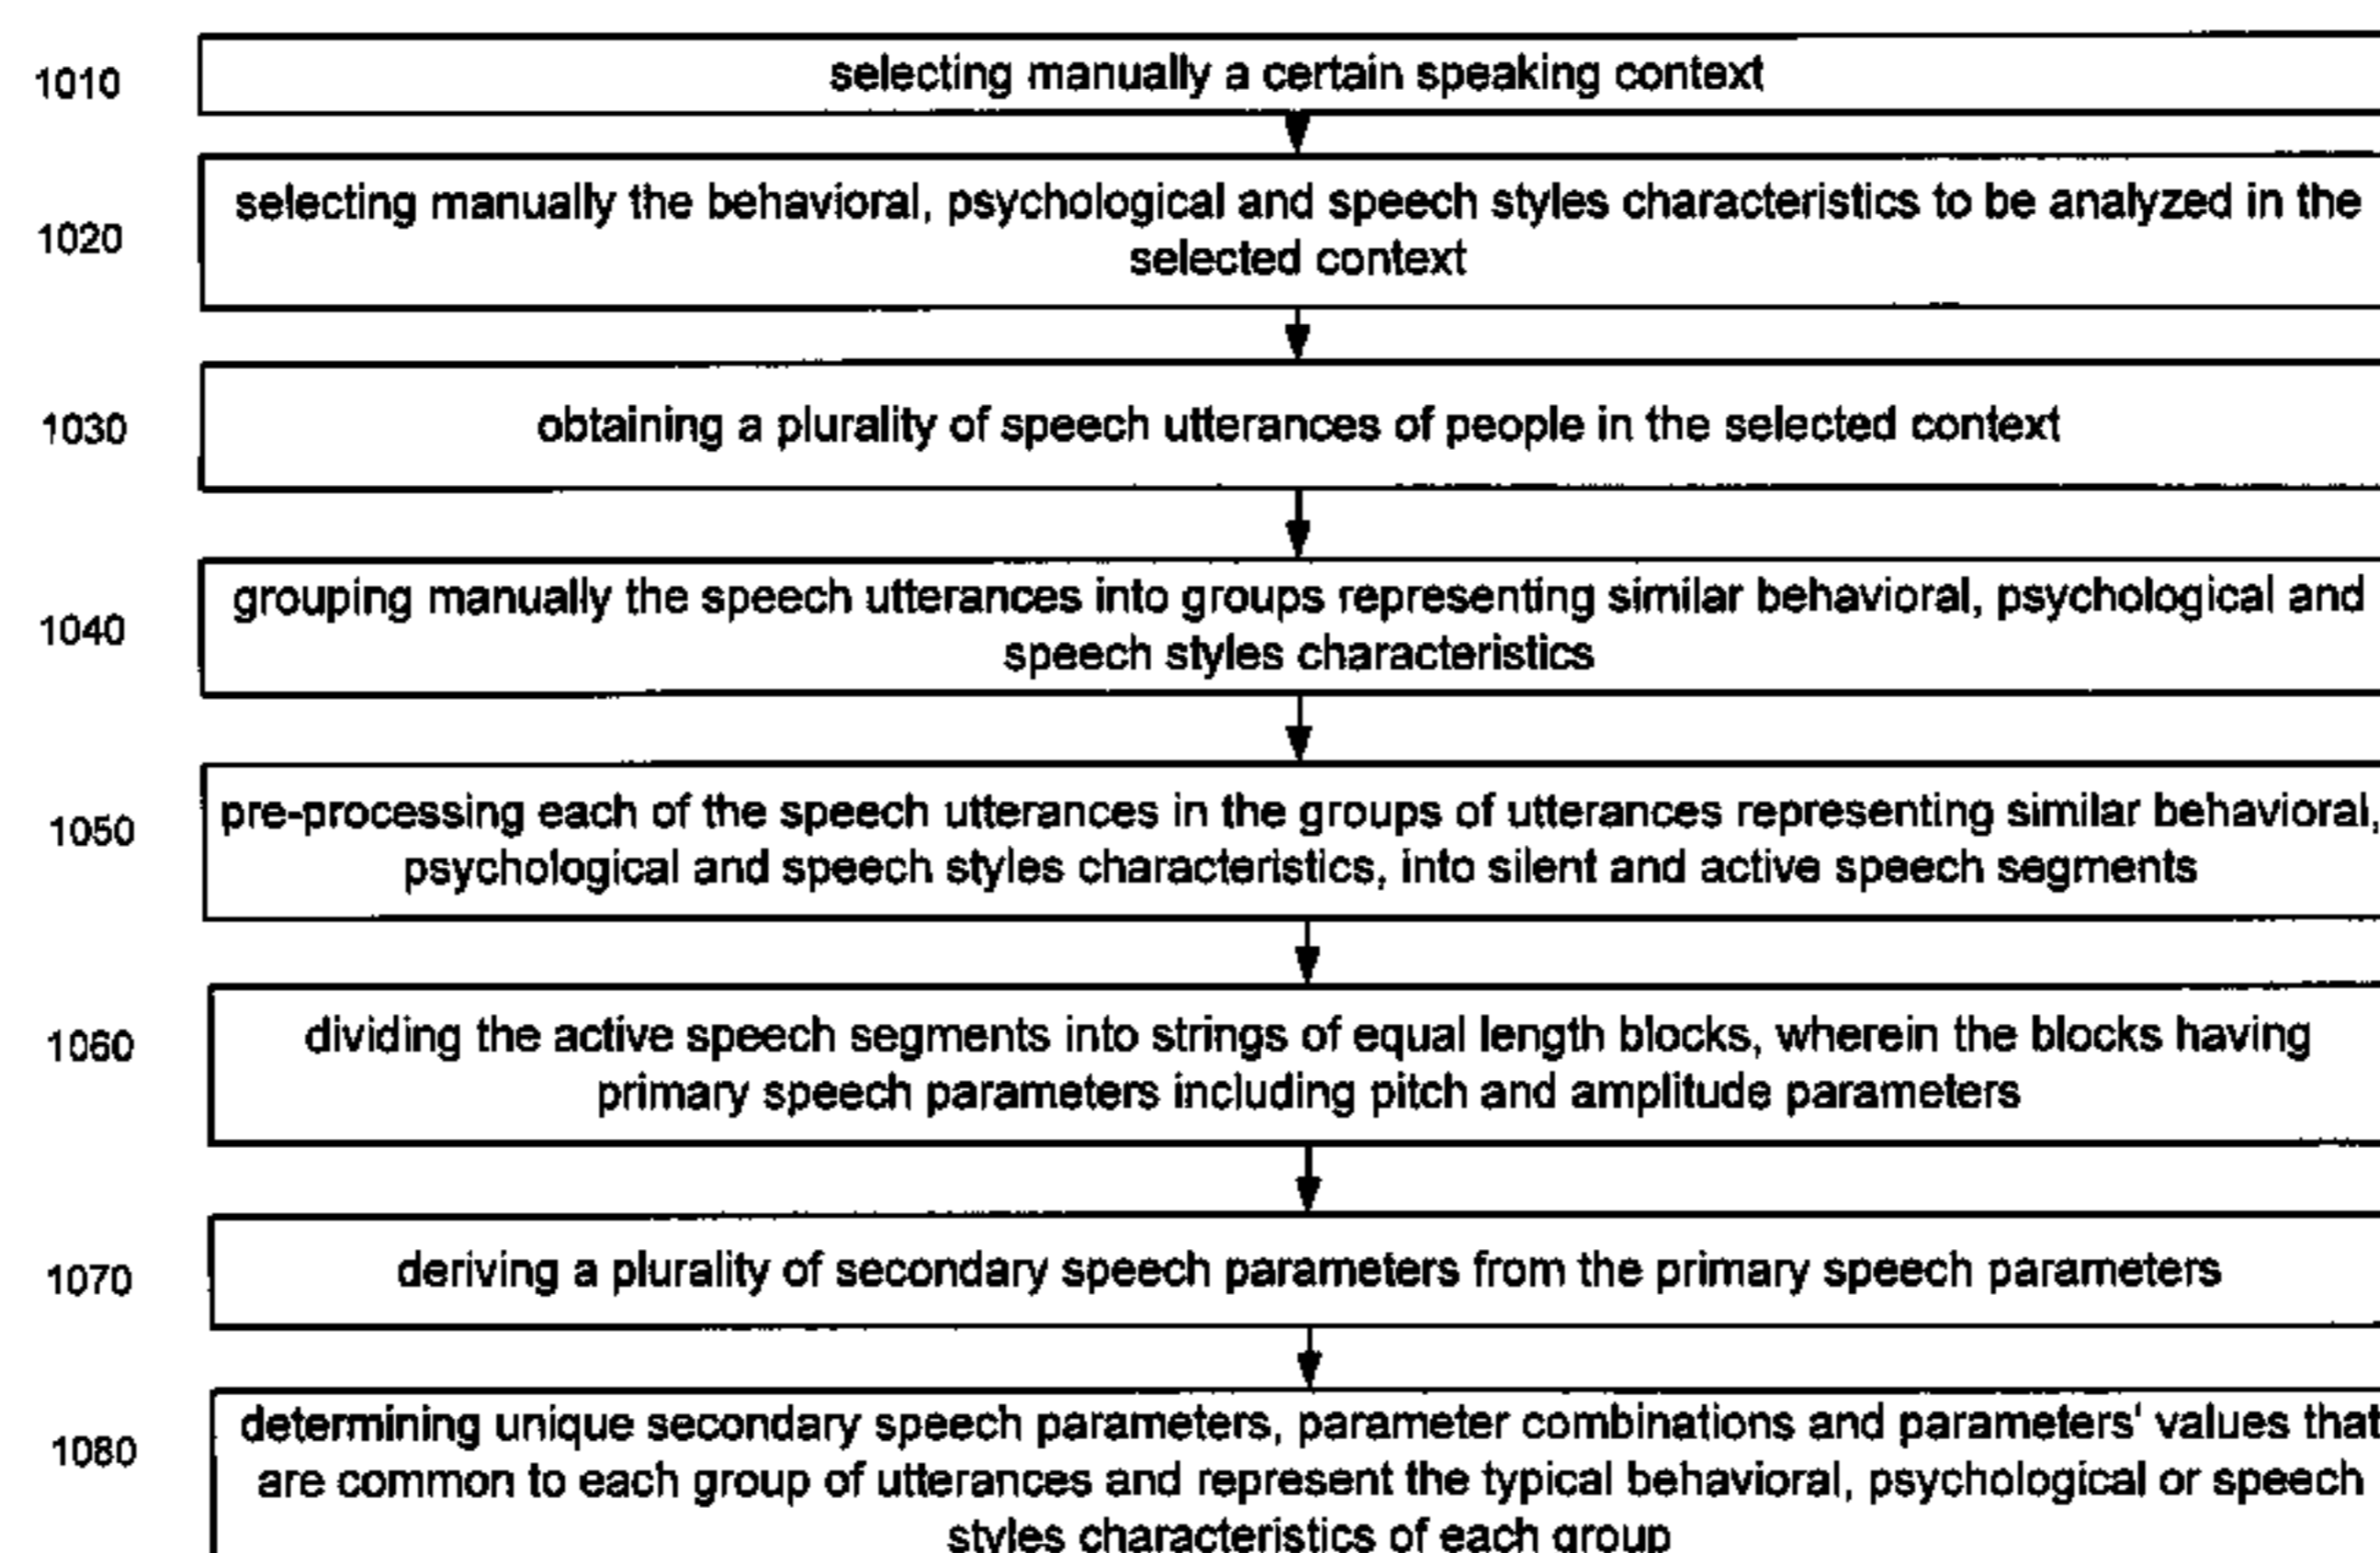 1010
selecting manually a certain speaking context
1020
selecting manually the behavioral, psychological and speech styles characteristics to be analyzed in the
selected context
1030
obtaining a plurality of speech utterances of people in the selected context
1040
grouping manually the speech utterances into groups representing similar behavioral, psychological and
speech styles characteristics
1050
pre-processing each of the speech utterances in the groups of utterances representing similar behavioral,
psychological and speech styles characteristics, into silent and active speech segments
1060
dividing the active speech segments into strings of equal length blocks, wherein the blocks having
primary speech parameters including pitch and amplitude parameters
1070
deriving a plurality of secondary speech parameters from the primary speech parameters
1080
determining unique secondary speech parameters, parameter combinations and parameters' values that
are common to each group of utterances and represent the typical behavioral, psychological or speech
styles characteristics of each group